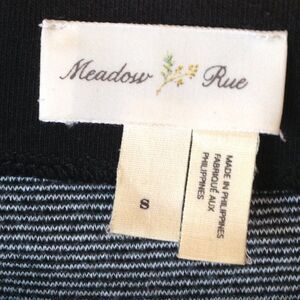 Meadow Rue
S
MADE IN PHILIPPINES
FABRIQUÉ AUX
PHILIPPINES